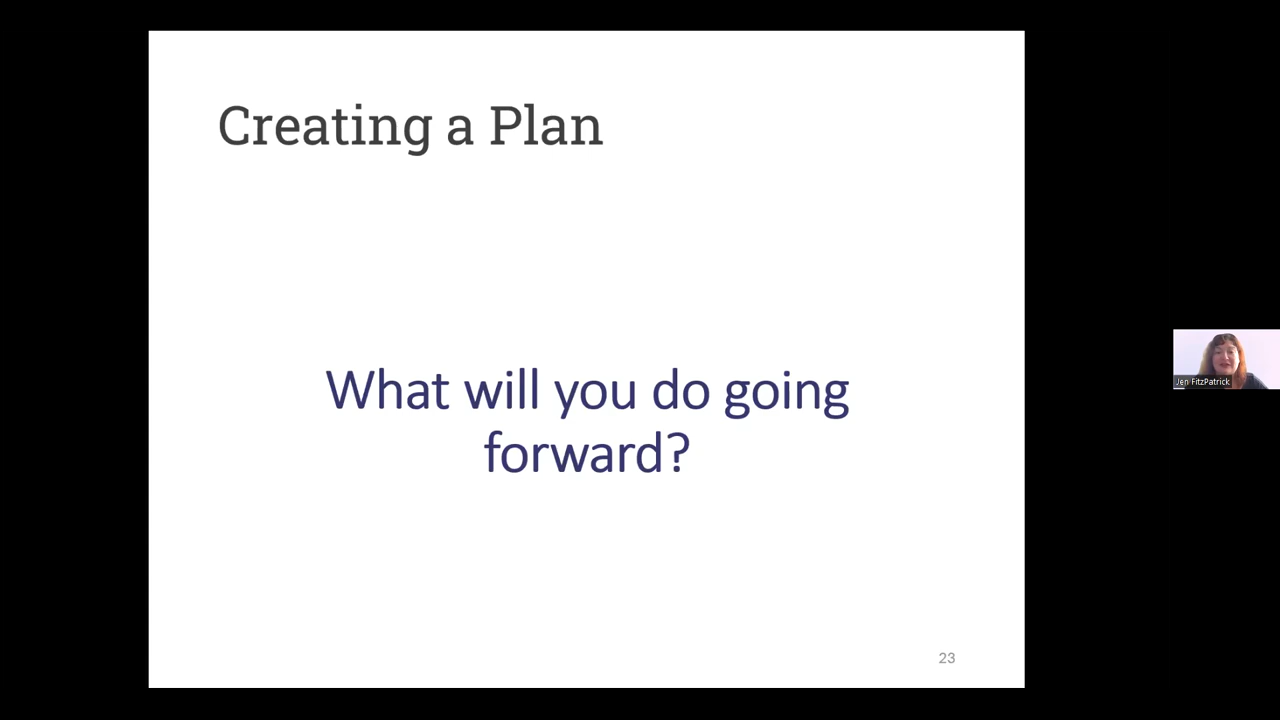 Creating a Plan
What will you do going
forward?
23
Jen FitzPatrick